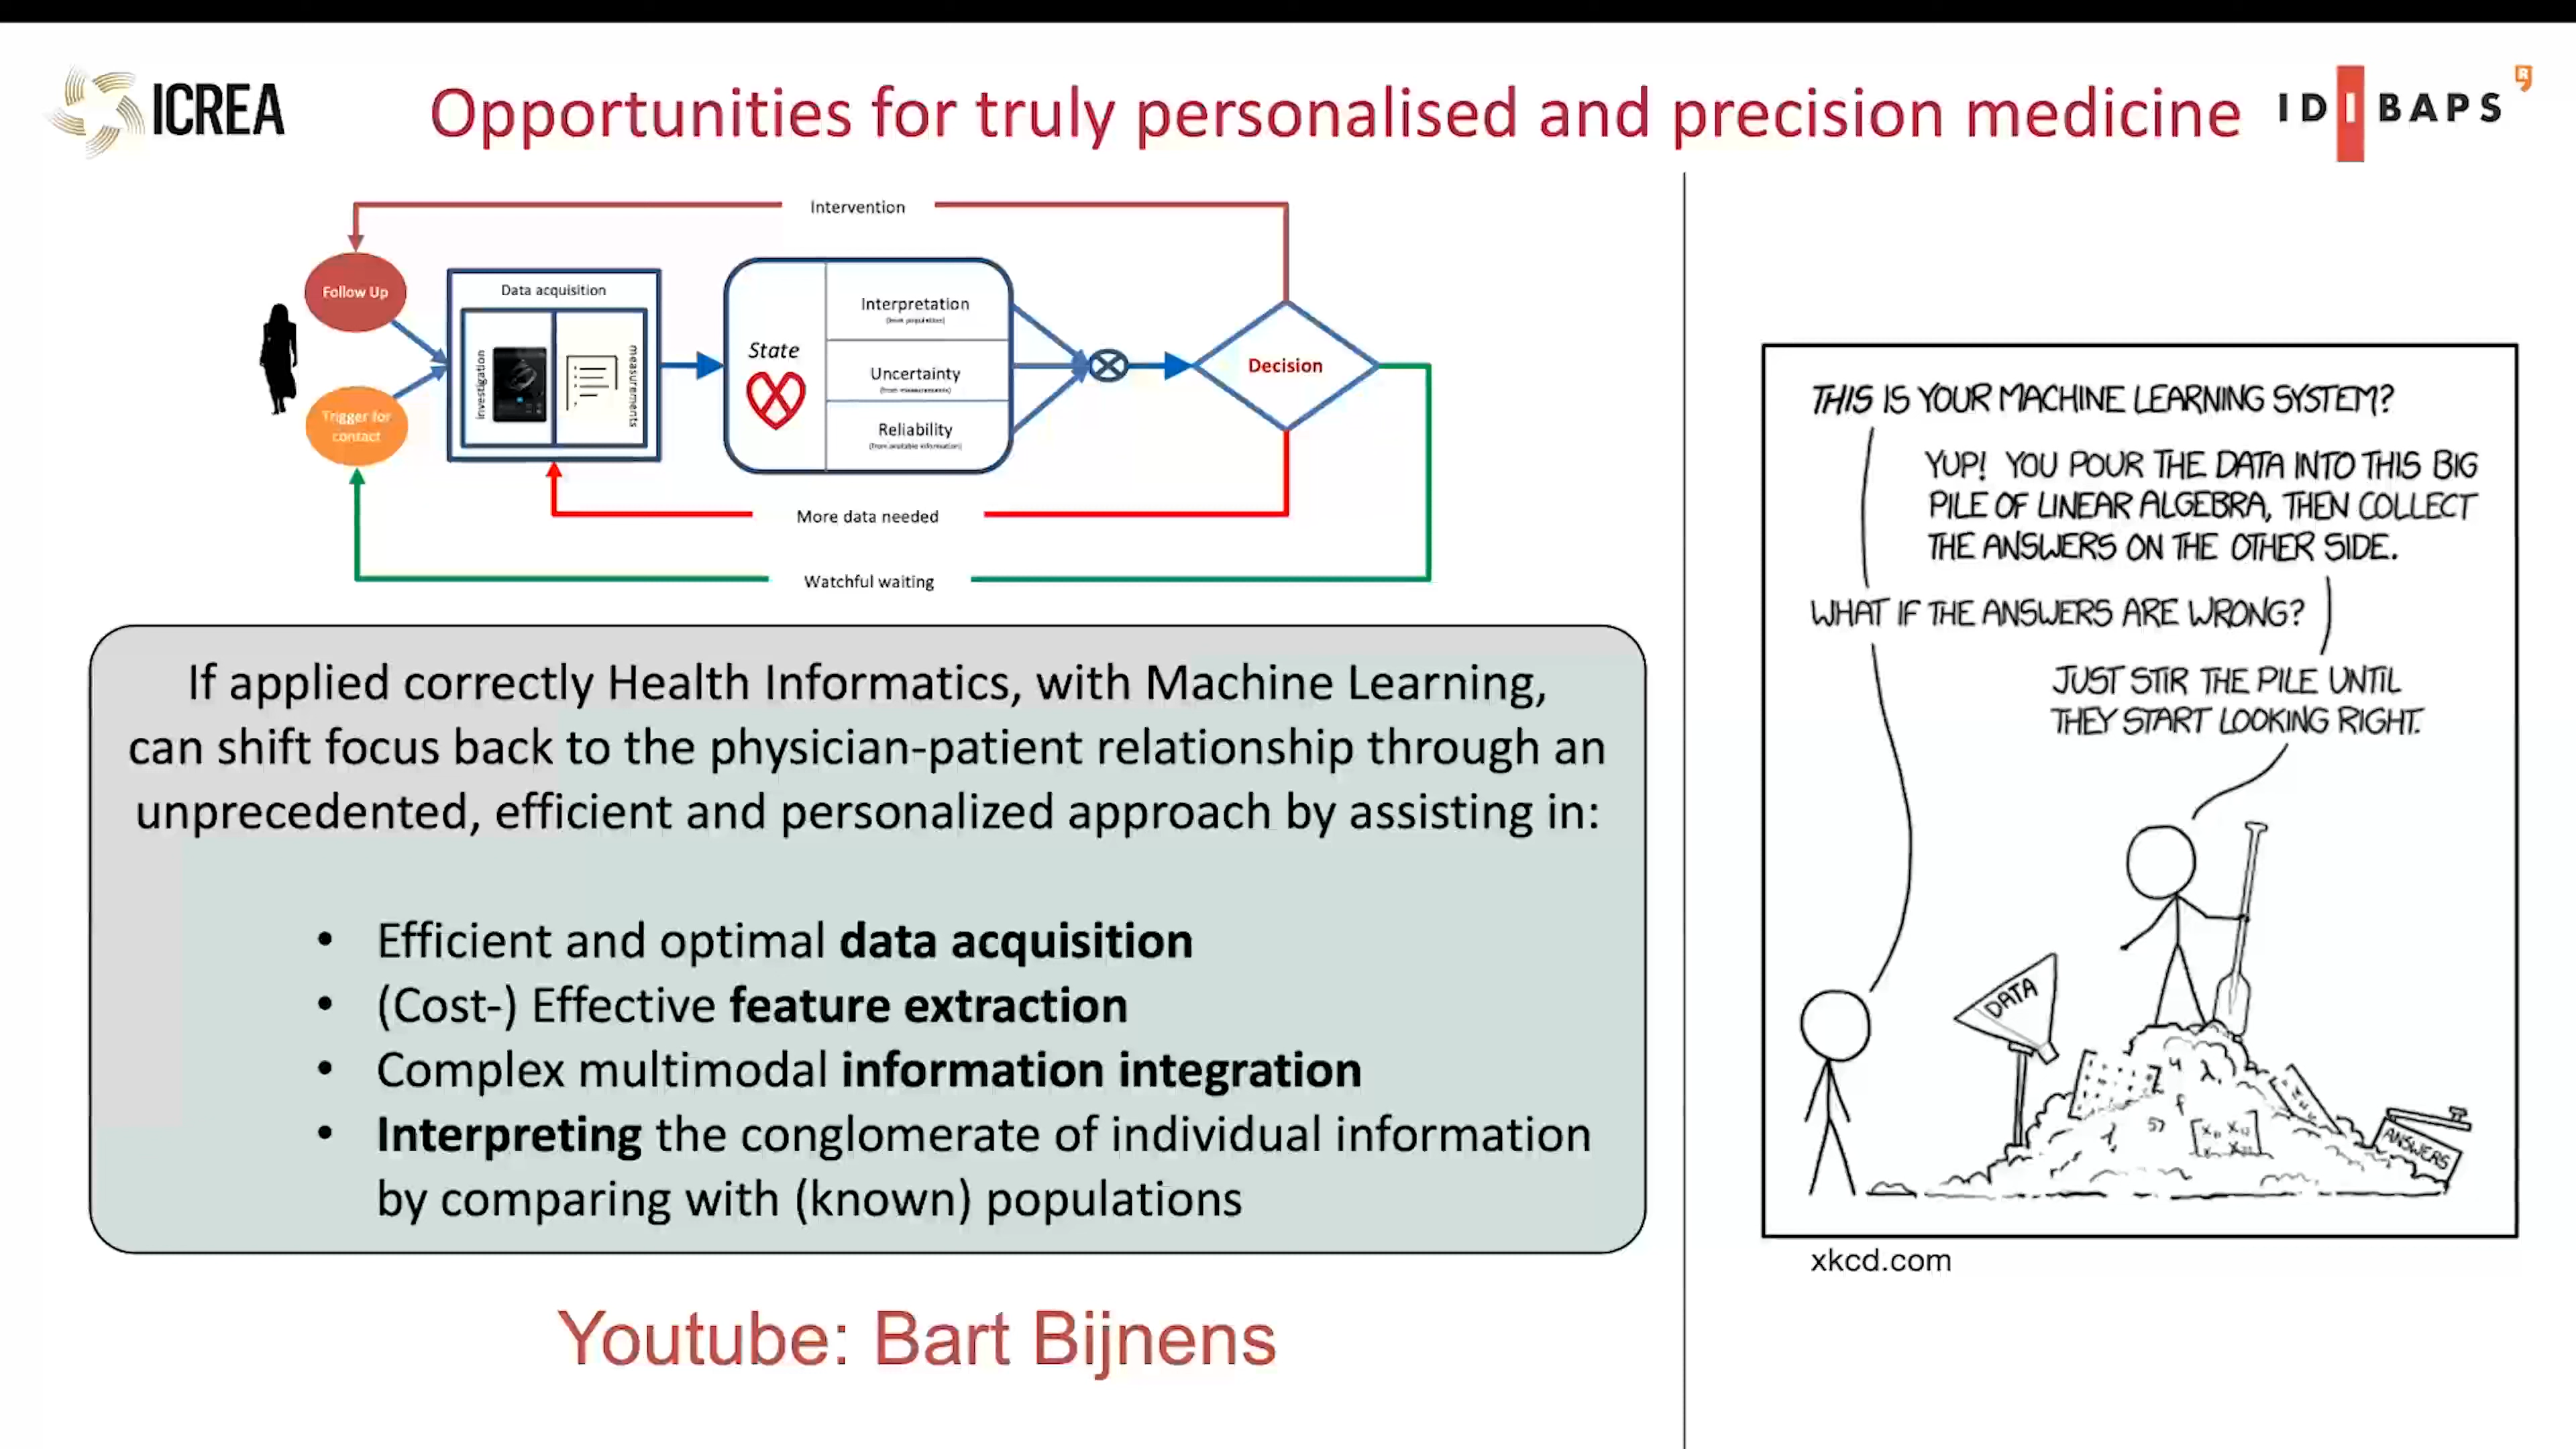 ICREA
Opportunities for truly personalised and precision medicine
IDIBAPS
R
Intervention
Follow Up
Data acquisition
investigation
measurements
Trigger for
contact
State
Interpretation
(from population)
Uncertainty
(from measurements)
Reliability
(from available information)
Decision
More data needed
Watchful waiting
If applied correctly Health Informatics, with Machine Learning,
can shift focus back to the physician-patient relationship through an
unprecedented, efficient and personalized approach by assisting in:
• Efficient and optimal data acquisition
• (Cost-) Effective feature extraction
• Complex multimodal information integration
• Interpreting the conglomerate of individual information
by comparing with (known) populations
Youtube: Bart Bijnens
THIS IS YOUR MACHINE LEARNING SYSTEM?
YUP! YOU POUR THE DATA INTO THIS BIG
PILE OF LINEAR ALGEBRA, THEN COLLECT
THE ANSWERS ON THE OTHER SIDE.
WHAT IF THE ANSWERS ARE WRONG?
JUST STIR THE PILE UNTIL
THEY START LOOKING RIGHT.
DATA
ANSWERS
xkcd.com